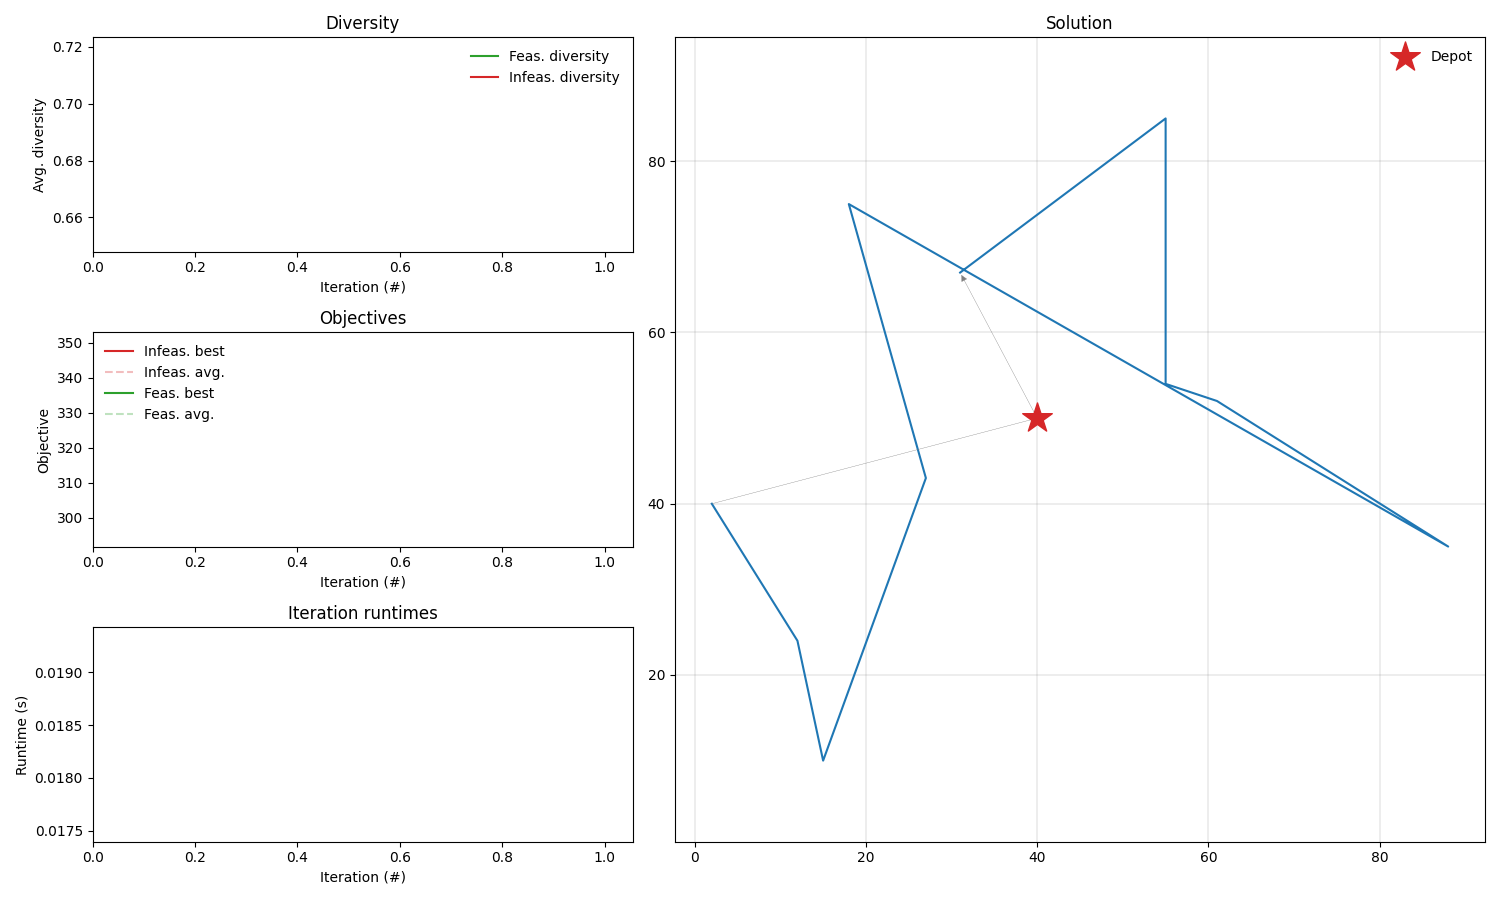 Diversity
0.72
0.70
0.68
0.66
Avg. diversity
Feas. diversity
Infeas. diversity
0.0 0.2 0.4 0.6 0.8 1.0
Iteration (#)
Objectives
350
340
330
320
310
300
Objective
Infeas. best
Infeas. avg.
Feas. best
Feas. avg.
0.0 0.2 0.4 0.6 0.8 1.0
Iteration (#)
Iteration runtimes
0.0190
0.0185
0.0180
0.0175
Runtime (s)
0.0 0.2 0.4 0.6 0.8 1.0
Iteration (#)
Solution
Depot
80
60
40
20
0 20 40 60 80